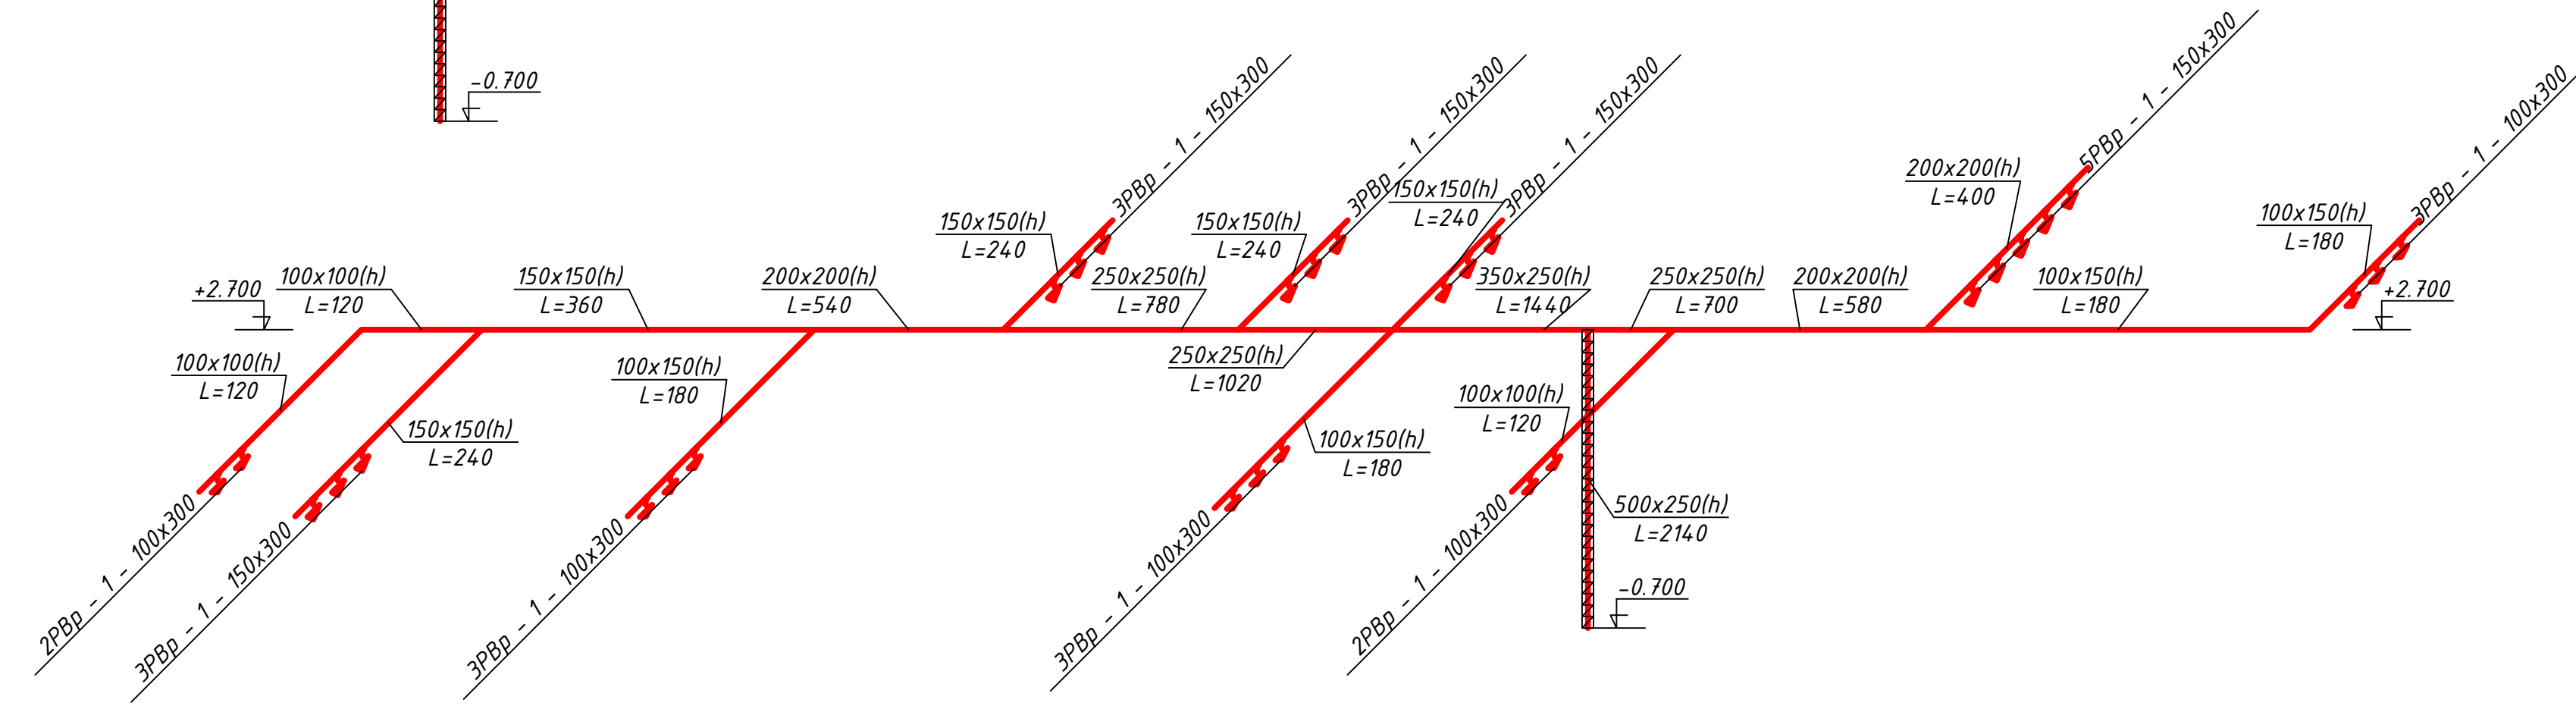 -0.700
3РВр - 1 - 150х300
3РВр - 1 - 150х300
3РВр - 1 - 150х300
5РВр - 1 - 150х300
3РВр - 1 - 100х300
150х150(h)
L=240
150х150(h)
L=240
150х150(h)
L=240
200х200(h)
L=400
100х150(h)
L=180
+2.700
100х100(h)
L=120
150х150(h)
L=360
200х200(h)
L=540
250х250(h)
L=780
350х250(h)
L=1440
250х250(h)
L=700
200х200(h)
L=580
100х150(h)
L=180
+2.700
100х100(h)
L=120
100х150(h)
L=180
250х250(h)
L=1020
100х100(h)
L=120
150х150(h)
L=240
100х150(h)
L=180
500х250(h)
L=2140
-0.700
2РВр - 1 - 100х300
3РВр - 1 - 150х300
3РВр - 1 - 100х300
3РВр - 1 - 100х300
2РВр - 1 - 100х300